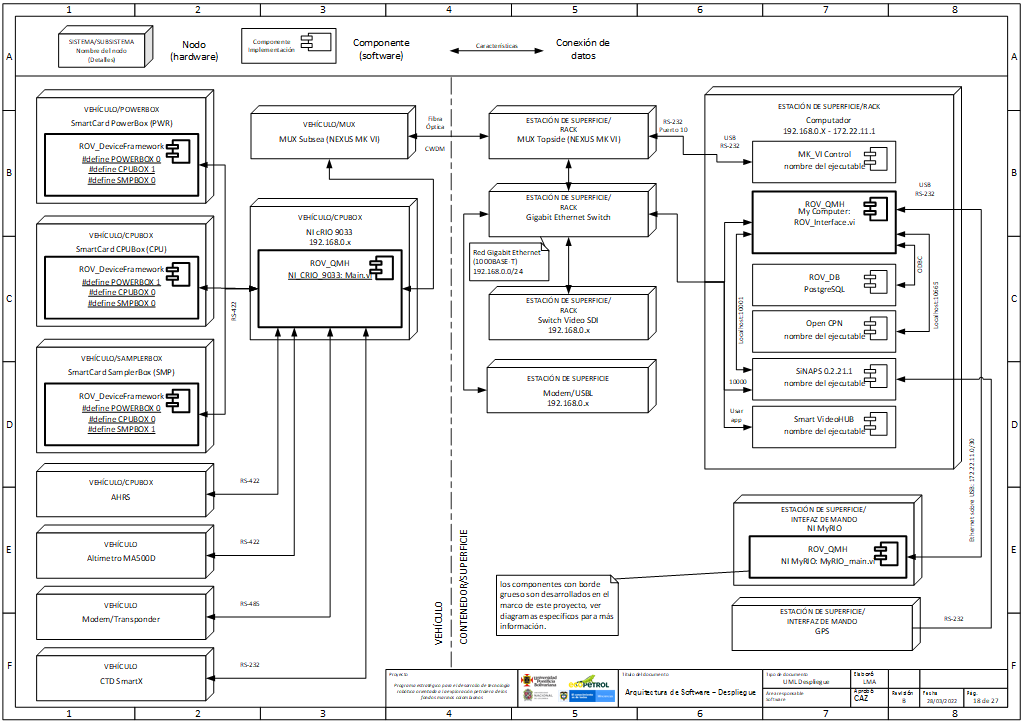 1 2 3 4 5 6 7 8
A
SISTEMA/SUBSISTEMA
Nombre del nodo
(Detalles)
Nodo
(hardware)
Componente
Implementación
Componente
(software)
Características
Conexión de
datos
A
B
C
D
E
F
VEHÍCULO/POWERBOX
SmartCard PowerBox (PWR)
ROV_DeviceFramework
#define POWERBOX 0
#define CPUBOX 1
#define SMPBOX 0
VEHÍCULO/CPUBOX
SmartCard CPUBox (CPU)
ROV_DeviceFramework
#define POWERBOX 1
#define CPUBOX 0
#define SMPBOX 0
VEHÍCULO/SAMPLERBOX
SmartCard SamplerBox (SMP)
ROV_DeviceFramework
#define POWERBOX 0
#define CPUBOX 0
#define SMPBOX 1
VEHÍCULO/CPUBOX
AHRS
VEHÍCULO
Altímetro MA500D
VEHÍCULO
Modem/Transponder
VEHÍCULO
CTD SmartX
RS-422
RS-422
RS-422
RS-485
RS-232
VEHÍCULO/MUX
MUX Subsea (NEXUS MK VI)
VEHÍCULO/CPUBOX
NI cRIO 9033
192.168.0.x
ROV_QMH
NI_CRIO_9033: Main.vi
Fibra
Óptica
CWDM
VEHÍCULO
CONTENEDOR/SUPERFICIE
ESTACIÓN DE SUPERFICIE/
RACK
MUX Topside (NEXUS MK VI)
ESTACIÓN DE SUPERFICIE/
RACK
Gigabit Ethernet Switch
Red Gigabit Ethernet
(1000BASE-T)
192.168.0.0/24
ESTACIÓN DE SUPERFICIE/
RACK
Switch Video SDI
192.168.0.x
ESTACIÓN DE SUPERFICIE
Modem/USBL
192.168.0.x
RS-232
Puerto 10
USB
RS-232
ESTACIÓN DE SUPERFICIE/RACK
Computador
192.168.0.X - 172.22.11.1
MK_VI Control
nombre del ejecutable
ROV_QMH
My Computer:
ROV_Interface.vi
USB
RS-232
ROV_DB
PostgreSQL
ODBC
Open CPN
nombre del ejecutable
Localhost:10665
Localhost:10001
SiNAPS 0.2.21.1
nombre del ejecutable
10000
Smart VideoHUB
nombre del ejecutable
User
app
Ethernet sobre USB: 172.22.11.0/30
ESTACIÓN DE SUPERFICIE/
INTEFAZ DE MANDO
NI MyRIO
ROV_QMH
NI MyRIO: MyRIO_main.vi
ESTACIÓN DE SUPERFICIE/
INTERFAZ DE MANDO
GPS
RS-232
los componentes con borde
grueso son desarrollados en el
marco de este proyecto, ver
diagramas específicos para más
información.
B
C
D
E
F
Proyecto
Programa estratégico para el desarrollo de tecnología
robótica orientada a la exploración petrolera de los
fondos marinos colombianos
Universidad
Pontificia
Bolivariana
ecoPETROL
Título del documento
Arquitectura de Software – Despliegue
Tipo de documento
UML Despliegue
Área responsable
Software
Elaboró
LMA
Aprobó
CAZ
Revisión
B
Fecha
28/03/2022
Pág.
18 de 27
1 2 3 4 5 6 7 8